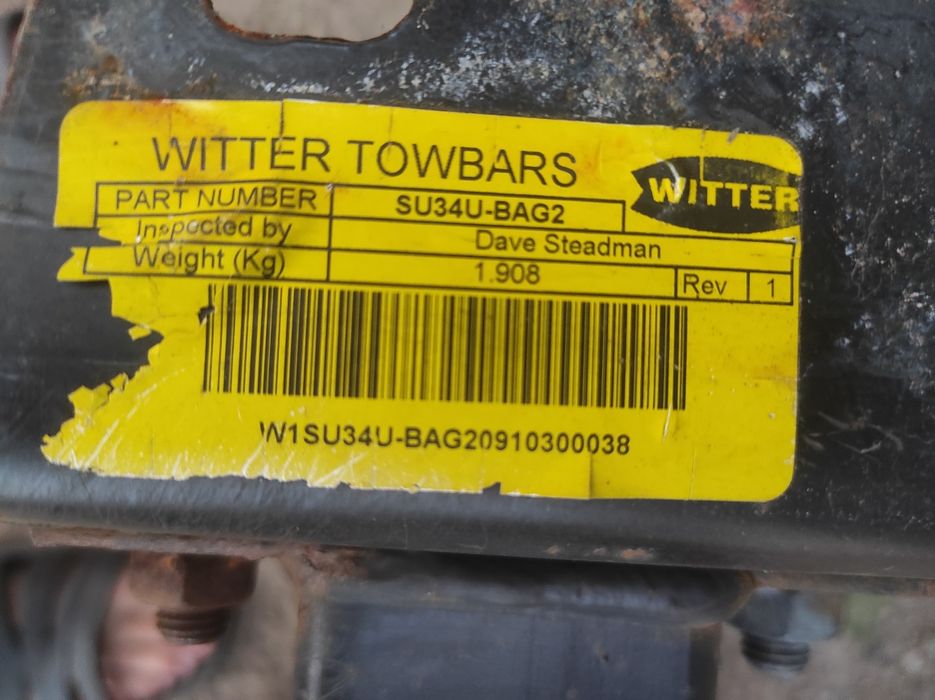 WITTER TOWBARS
WITTER
PART NUMBER SU34U-BAG2
Inspected by Dave Steadman
Weight (Kg) 1.908 Rev 1
W1SU34U-BAG20910300038